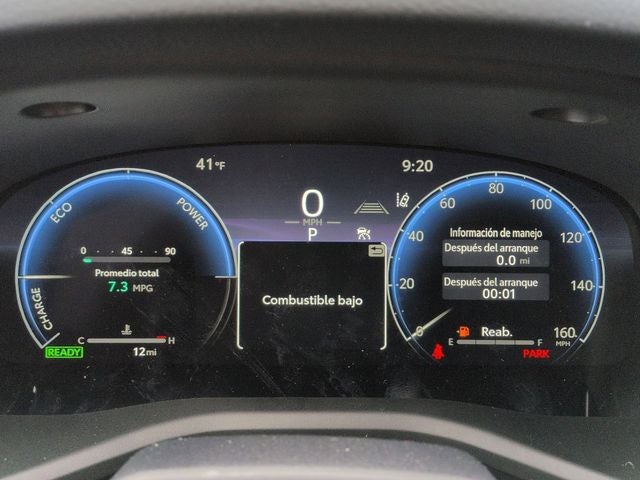 41°F
9:20
0
MPH
P
ECO
POWER
CHARGE
0 45 90
Promedio total
7.3 MPG
C H
READY
12mi
Combustible bajo
0
20
40
60
80
100
120
140
160
MPH
Información de manejo
Después del arranque
0.0 mi
Después del arranque
00:01
Reab.
E F
PARK